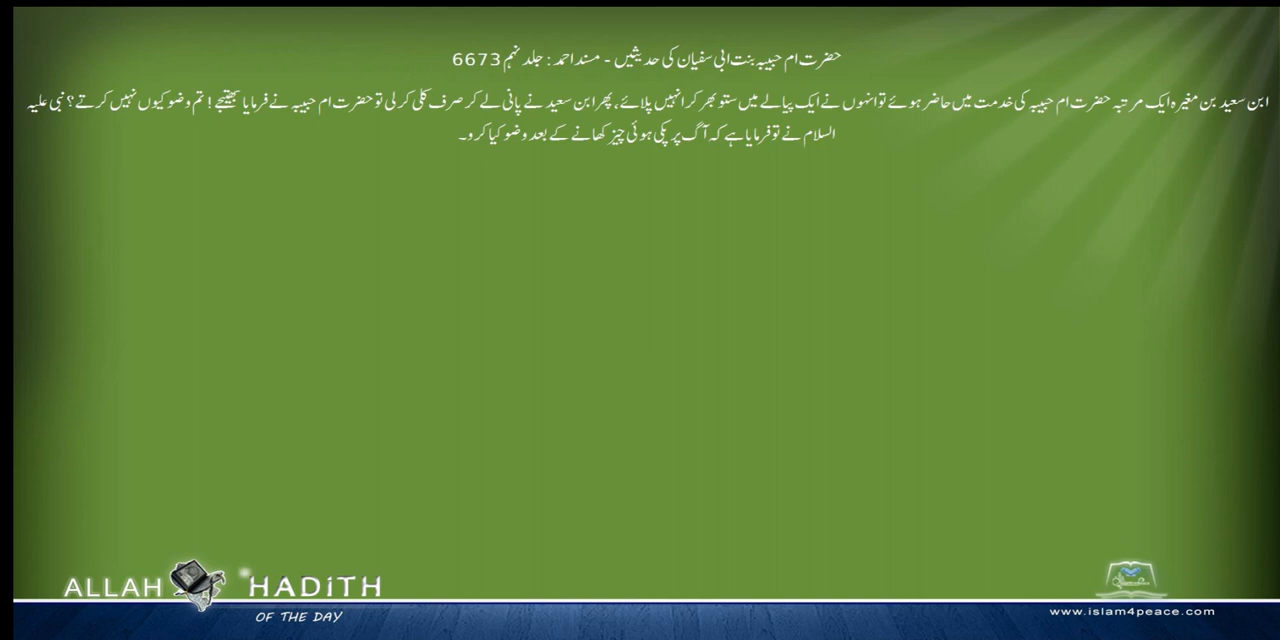 حضرت ام حبیبہ بنت ابی سفیان کی حدیثیں - مسند احمد : جلد نہم 6673
ابن سعید بن مغیرہ ایک مرتبہ حضرت ام حبیبہ کی خدمت میں حاضر ہوئے تو انہوں نے ایک پیالے میں ستو بھر کر انہیں پلائے، پھر ابن سعید نے پانی لے کر صرف کلی کرلی تو حضرت ام حبیبہ نے فرمایا بھتیجے ! تم وضو کیوں نہیں کرتے؟ نبی علیہ
السلام نے تو فرمایا ہے کہ آگ پر پکی ہوئی چیز کھانے کے بعد وضو کیا کرو۔
ALLAH HADITH
OF THE DAY
www.islam4peace.com